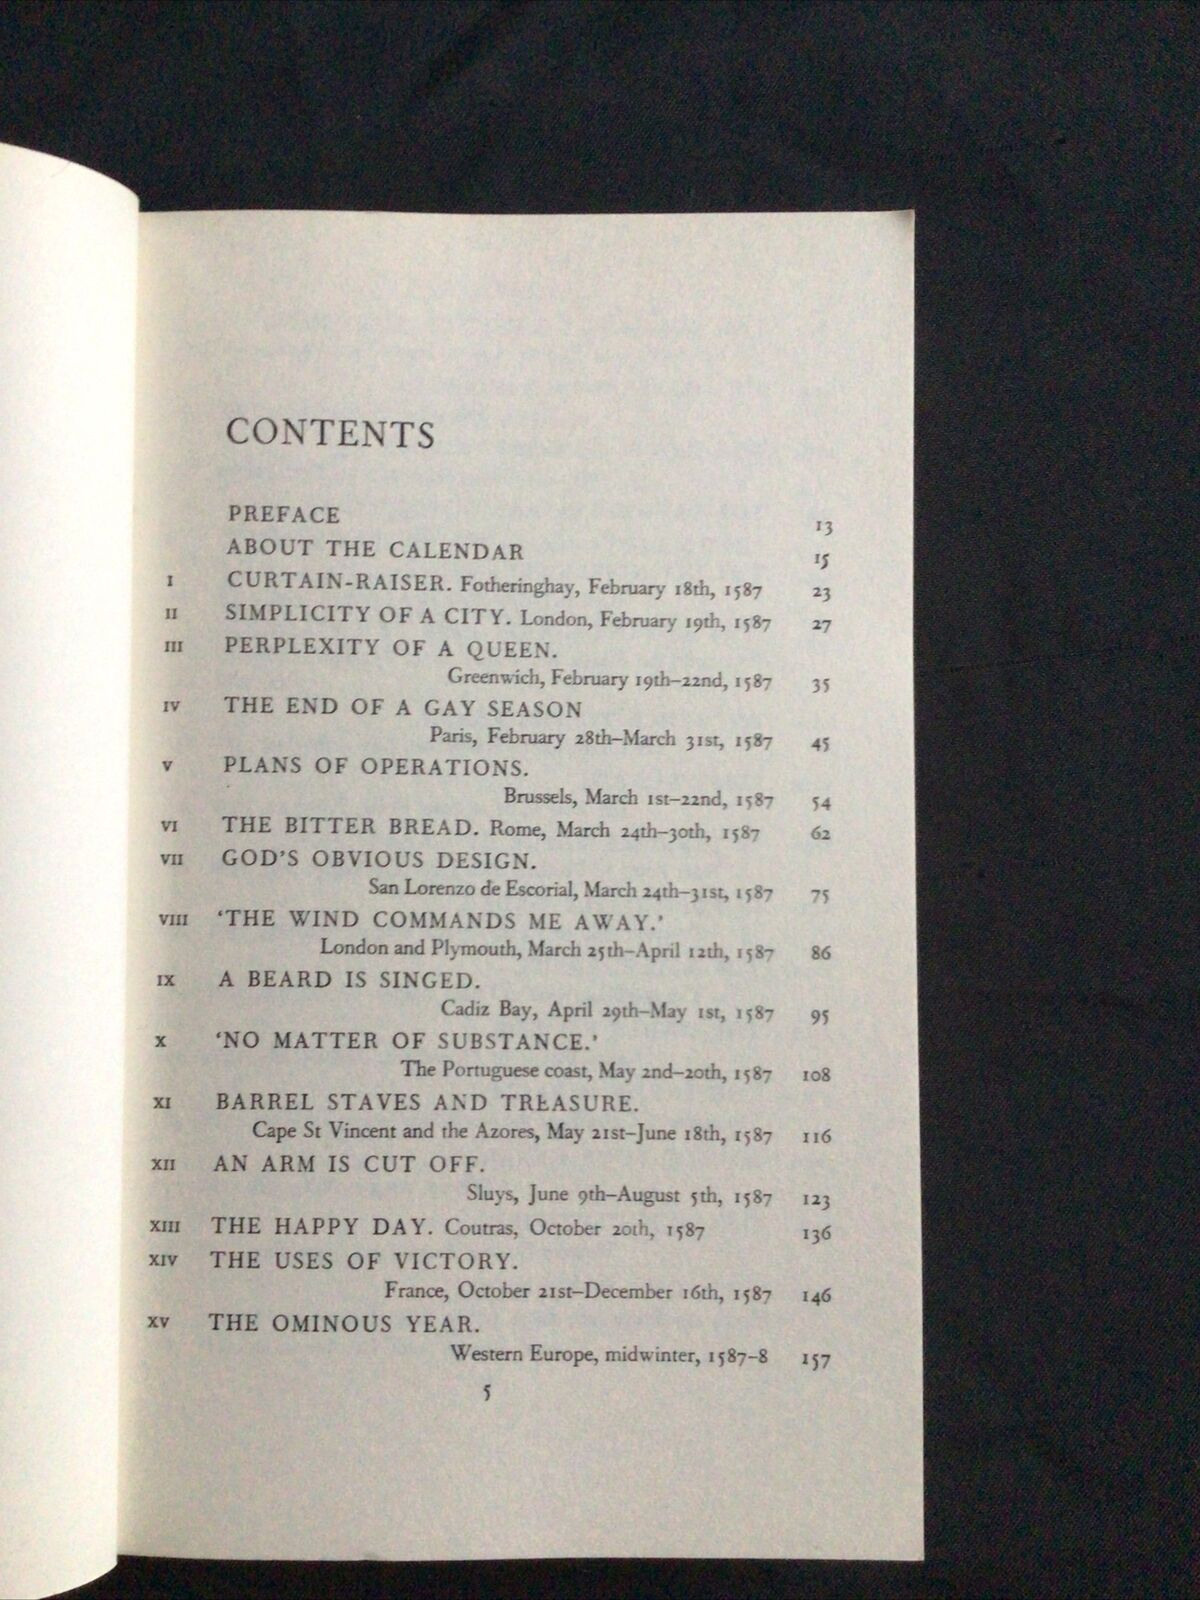 CONTENTS
PREFACE 13
ABOUT THE CALENDAR 15
I CURTAIN-RAISER. Fotheringhay, February 18th, 1587 23
II SIMPLICITY OF A CITY. London, February 19th, 1587 27
III PERPLEXITY OF A QUEEN.
Greenwich, February 19th–22nd, 1587 35
IV THE END OF A GAY SEASON
Paris, February 28th–March 31st, 1587 45
V PLANS OF OPERATIONS.
Brussels, March 1st–22nd, 1587 54
VI THE BITTER BREAD. Rome, March 24th–30th, 1587 62
VII GOD'S OBVIOUS DESIGN.
San Lorenzo de Escorial, March 24th–31st, 1587 75
VIII 'THE WIND COMMANDS ME AWAY.'
London and Plymouth, March 25th–April 12th, 1587 86
IX A BEARD IS SINGED.
Cadiz Bay, April 29th–May 1st, 1587 95
X 'NO MATTER OF SUBSTANCE.'
The Portuguese coast, May 2nd–20th, 1587 108
XI BARREL STAVES AND TREASURE.
Cape St Vincent and the Azores, May 21st–June 18th, 1587 116
XII AN ARM IS CUT OFF.
Sluys, June 9th–August 5th, 1587 123
XIII THE HAPPY DAY. Coutras, October 20th, 1587 136
XIV THE USES OF VICTORY.
France, October 21st–December 16th, 1587 146
XV THE OMINOUS YEAR.
Western Europe, midwinter, 1587–8 157
5